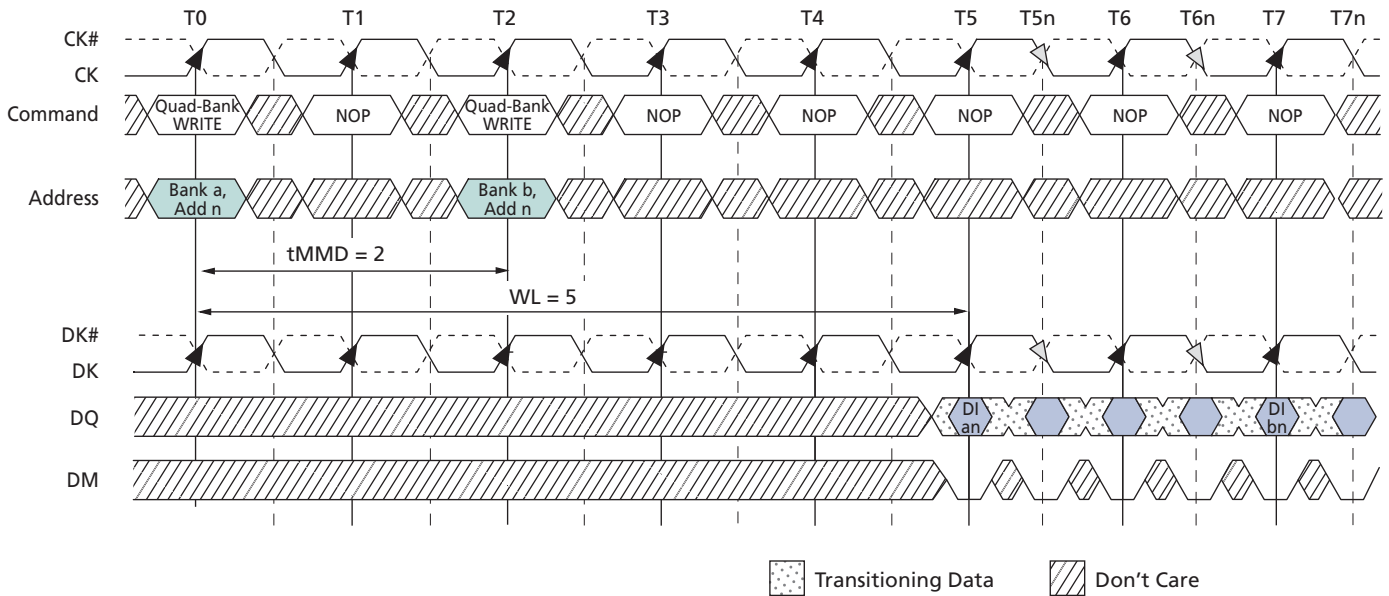 T0 T1 T2 T3 T4 T5 T5n T6 T6n T7 T7n
CK#
CK
Command
Quad-Bank
WRITE
NOP
Quad-Bank
WRITE
NOP
NOP
NOP
NOP
NOP
Address
Bank a,
Add n
Bank b,
Add n
tMMD = 2
WL = 5
DK#
DK
DQ
DI
an
DI
bn
DM
Transitioning Data
Don't Care